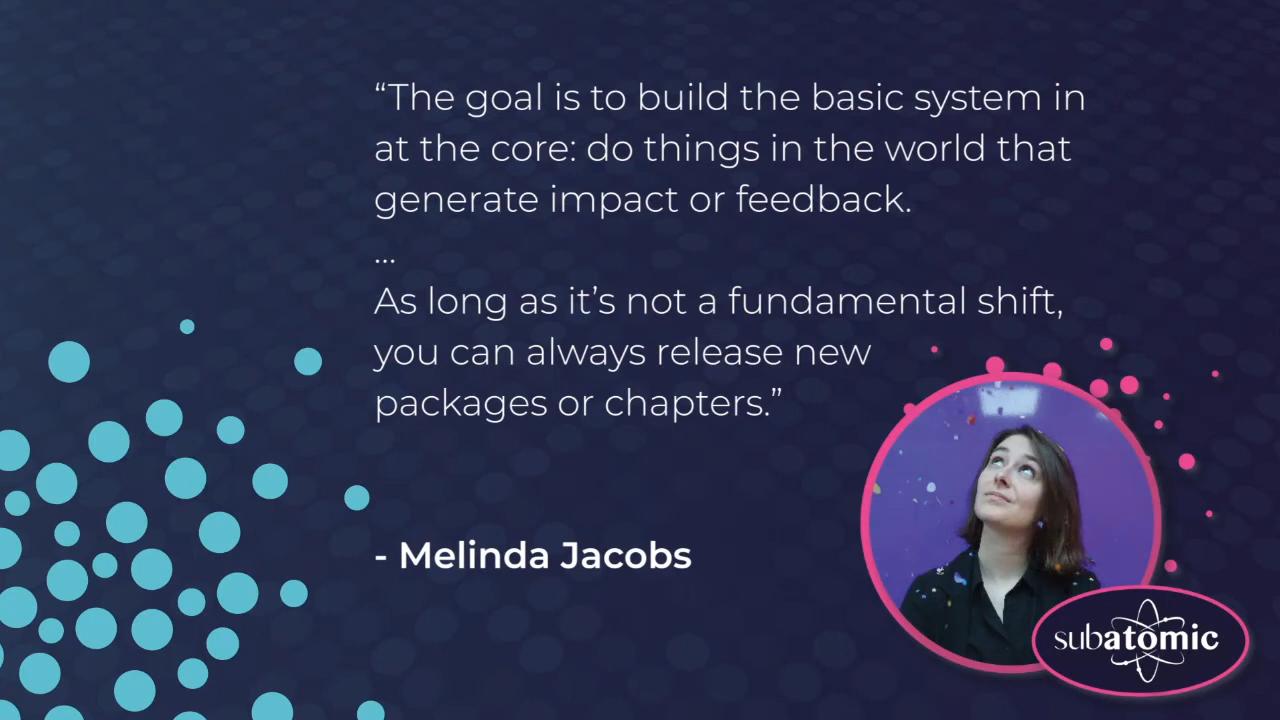 “The goal is to build the basic system in
at the core: do things in the world that
generate impact or feedback.
...
As long as it’s not a fundamental shift,
you can always release new
packages or chapters.”
- Melinda Jacobs
subatomic